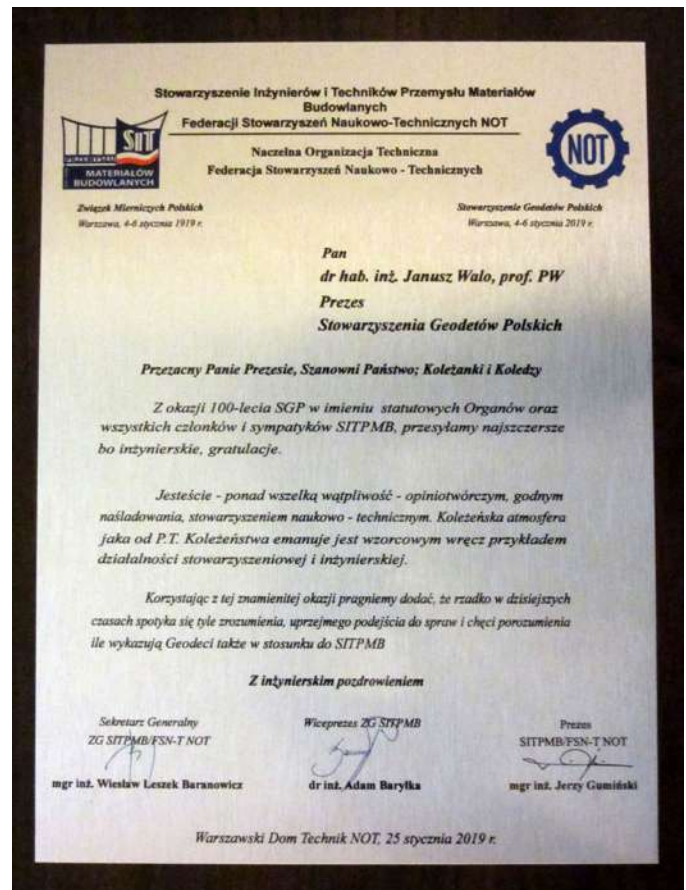 Stowarzyszenie Inżynierów i Techników Przemysłu Materiałów
Budowlanych
Federacji Stowarzyszeń Naukowo-Technicznych NOT
SIT
MATERIAŁÓW
BUDOWLANYCH
Naczelna Organizacja Techniczna
Federacja Stowarzyszeń Naukowo - Technicznych
NOT
Związek Mierniczych Polskich
Warszawa, 4-6 stycznia 1919 r.
Stowarzyszenie Geodetów Polskich
Warszawa, 4-6 stycznia 2019 r.
Pan
dr hab. inż. Janusz Walo, prof. PW
Prezes
Stowarzyszenia Geodetów Polskich
Przezacny Panie Prezesie, Szanowni Państwo; Koleżanki i Koledzy
Z okazji 100-lecia SGP w imieniu statutowych Organów oraz
wszystkich członków i sympatyków SITPMB, przesyłamy najszczersze
bo inżynierskie, gratulacje.
Jesteście - ponad wszelką wątpliwość - opiniotwórczym, godnym
naśladowania, stowarzyszeniem naukowo - technicznym. Koleżeńska atmosfera
jaka od P.T. Koleżeństwa emanuje jest wzorcowym wręcz przykładem
działalności stowarzyszeniowej i inżynierskiej.
Korzystając z tej znamienitej okazji pragniemy dodać, że rzadko w dzisiejszych
czasach spotyka się tyle zrozumienia, uprzejmego podejścia do spraw i chęci porozumienia
ile wykazują Geodeci także w stosunku do SITPMB
Z inżynierskim pozdrowieniem
Sekretarz Generalny
ZG SITPMB/FSN-T NOT
mgr inż. Wiesław Leszek Baranowicz
Wiceprezes ZG SITPMB
dr inż. Adam Baryłka
Prezes
SITPMB/FSN-T NOT
mgr inż. Jerzy Gumiński
Warszawski Dom Technik NOT, 25 stycznia 2019 r.